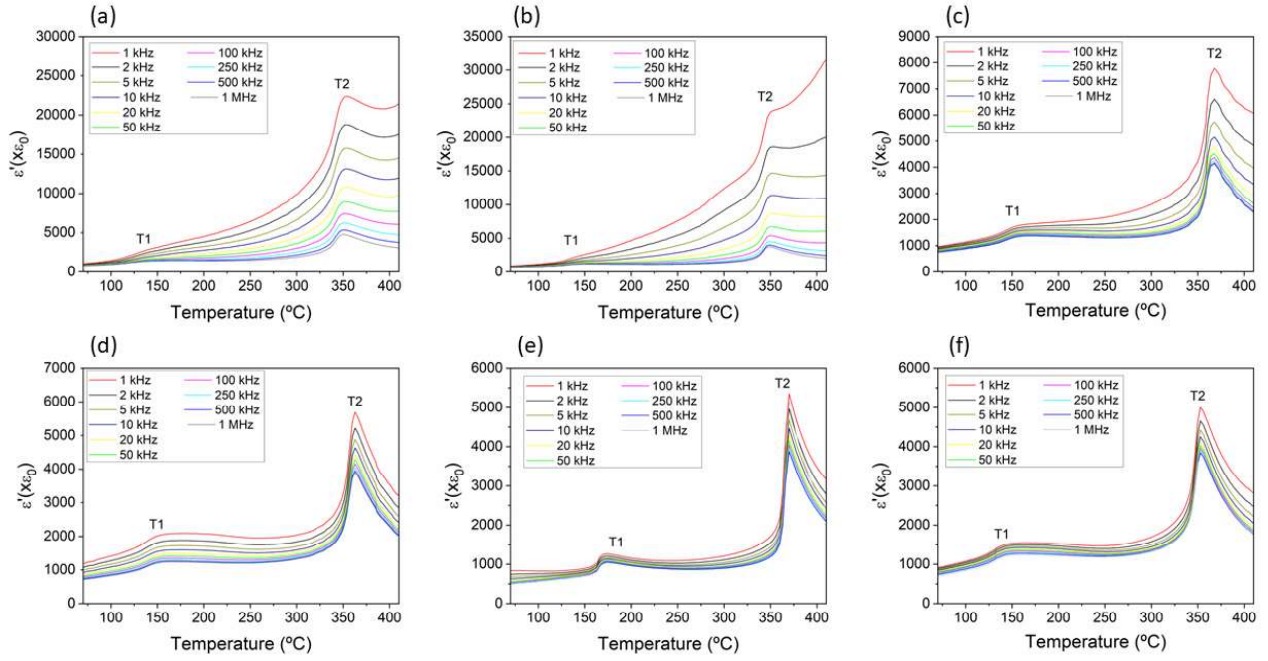 (a)
30000
25000
20000
15000
10000
5000
0
ε'(xε0)
1 kHz 100 kHz
2 kHz 250 kHz
5 kHz 500 kHz
10 kHz 1 MHz
20 kHz
50 kHz
T1
T2
100 150 200 250 300 350 400
Temperature (ºC)
(b)
35000
30000
25000
20000
15000
10000
5000
0
ε'(xε0)
1 kHz 100 kHz
2 kHz 250 kHz
5 kHz 500 kHz
10 kHz 1 MHz
20 kHz
50 kHz
T1
T2
100 150 200 250 300 350 400
Temperature (ºC)
(c)
9000
8000
7000
6000
5000
4000
3000
2000
1000
0
ε'(xε0)
1 kHz 100 kHz
2 kHz 250 kHz
5 kHz 500 kHz
10 kHz 1 MHz
20 kHz
50 kHz
T1
T2
100 150 200 250 300 350 400
Temperature (ºC)
(d)
7000
6000
5000
4000
3000
2000
1000
0
ε'(xε0)
1 kHz 100 kHz
2 kHz 250 kHz
5 kHz 500 kHz
10 kHz 1 MHz
20 kHz
50 kHz
T1
T2
100 150 200 250 300 350 400
Temperature (ºC)
(e)
6000
5000
4000
3000
2000
1000
0
ε'(xε0)
1 kHz 100 kHz
2 kHz 250 kHz
5 kHz 500 kHz
10 kHz 1 MHz
20 kHz
50 kHz
T1
T2
100 150 200 250 300 350 400
Temperature (ºC)
(f)
6000
5000
4000
3000
2000
1000
0
ε'(xε0)
1 kHz 100 kHz
2 kHz 250 kHz
5 kHz 500 kHz
10 kHz 1 MHz
20 kHz
50 kHz
T1
T2
100 150 200 250 300 350 400
Temperature (ºC)